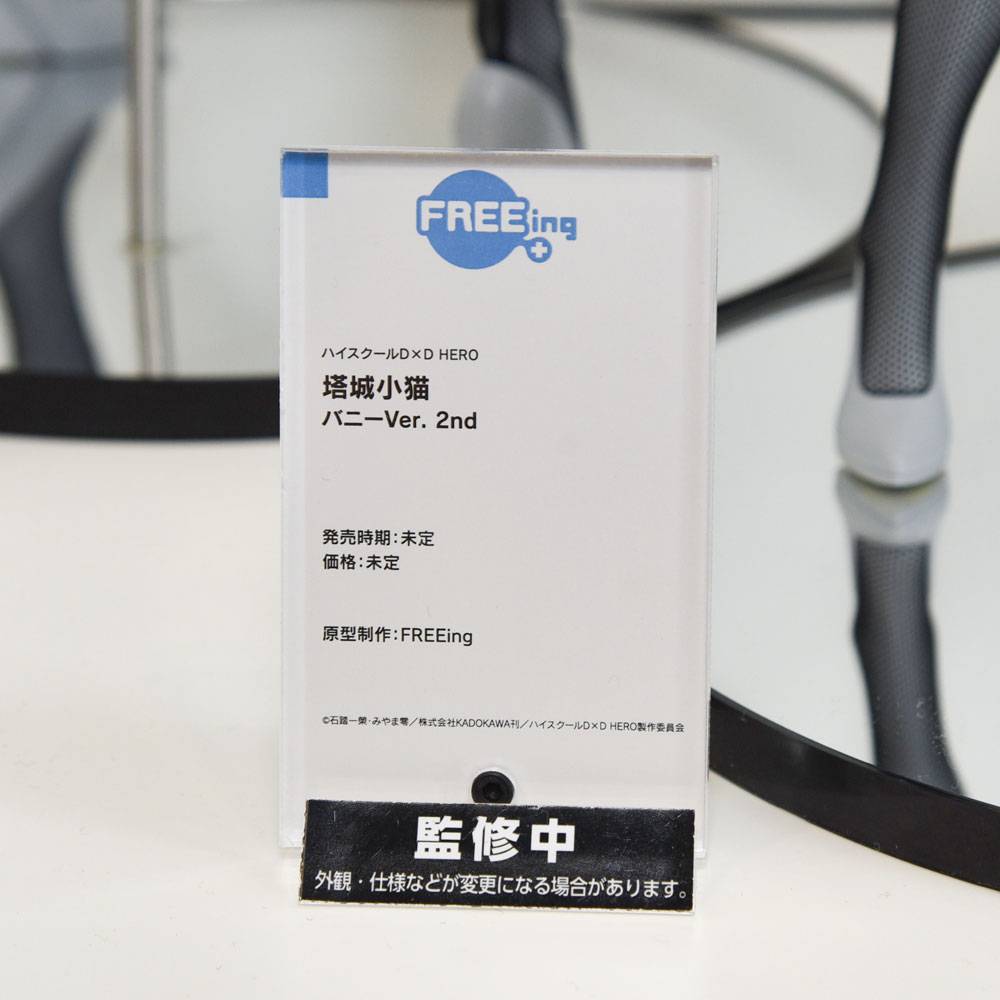 FREEing
ハイスクールD×D HERO
塔城小猫
バニーVer. 2nd
発売時期：未定
価格：未定
原型制作：FREEing
©石踏一榮・みやま零／株式会社KADOKAWA刊／ハイスクールD×D HERO製作委員会
監修中
外観・仕様などが変更になる場合があります。